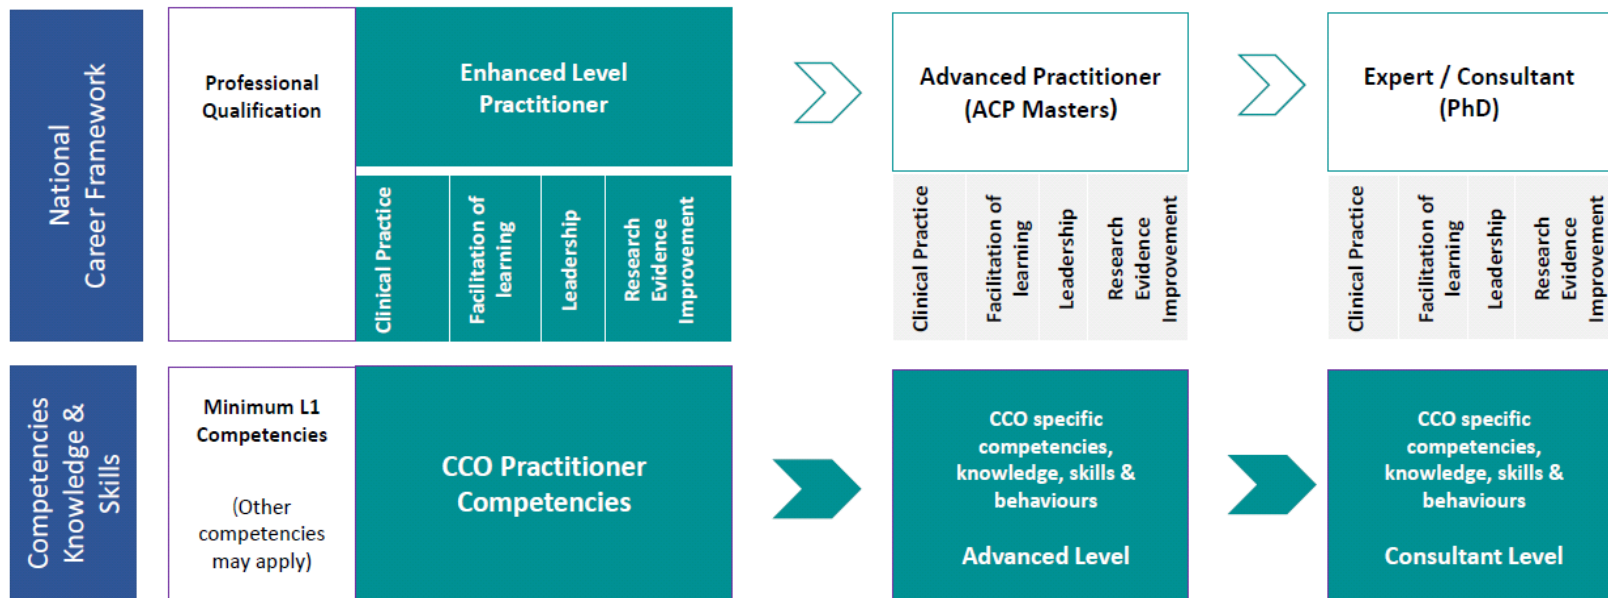 National
Career Framework
Professional
Qualification
Enhanced Level
Practitioner
Clinical Practice
Facilitation of
learning
Leadership
Research
Evidence
Improvement
Advanced Practitioner
(ACP Masters)
Clinical Practice
Facilitation of
learning
Leadership
Research
Evidence
Improvement
Expert / Consultant
(PhD)
Clinical Practice
Facilitation of
learning
Leadership
Research
Evidence
Improvement
Competencies
Knowledge &
Skills
Minimum L1
Competencies
(Other
competencies
may apply)
CCO Practitioner
Competencies
CCO specific
competencies,
knowledge, skills &
behaviours
Advanced Level
CCO specific
competencies,
knowledge, skills &
behaviours
Consultant Level